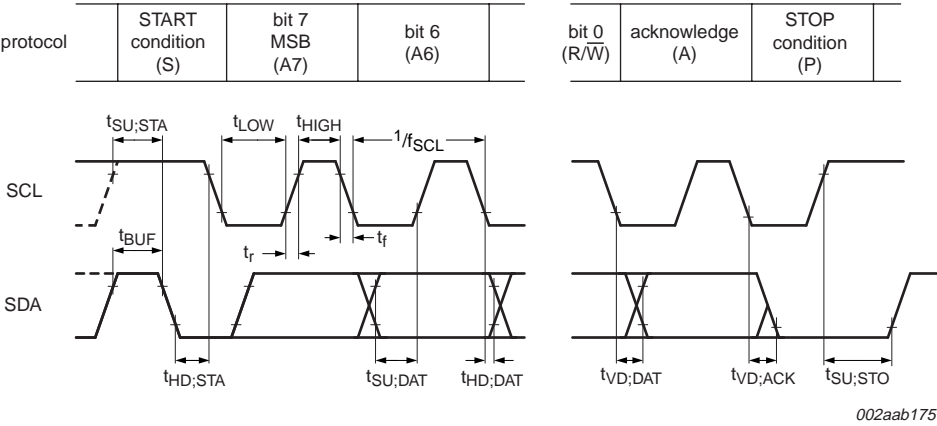 protocol
START
condition
(S)
bit 7
MSB
(A7)
bit 6
(A6)
bit 0
(R/W̅)
acknowledge
(A)
STOP
condition
(P)
tSU;STA
tLOW
tHIGH
1/fSCL
SCL
tBUF
tr
tf
SDA
tHD;STA
tSU;DAT
tHD;DAT
tVD;DAT
tVD;ACK
tSU;STO
002aab175